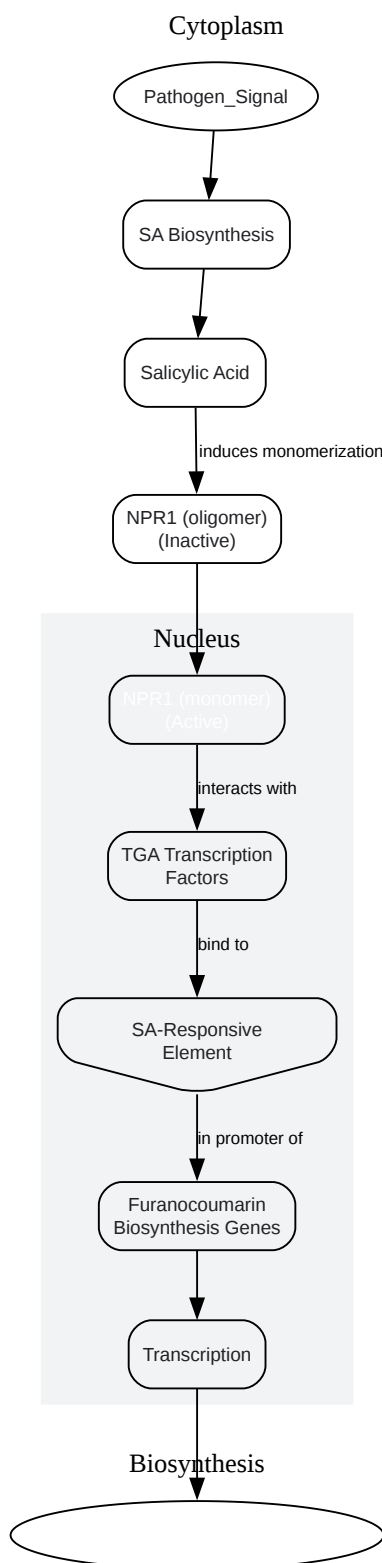 Cytoplasm
Pathogen_Signal
SA Biosynthesis
Salicylic Acid
induces monomerization
NPR1 (oligomer)
(Inactive)
Nucleus
NPR1 (monomer)
(Active)
interacts with
TGA Transcription
Factors
bind to
SA-Responsive
Element
in promoter of
Furanocoumarin
Biosynthesis Genes
Transcription
Biosynthesis